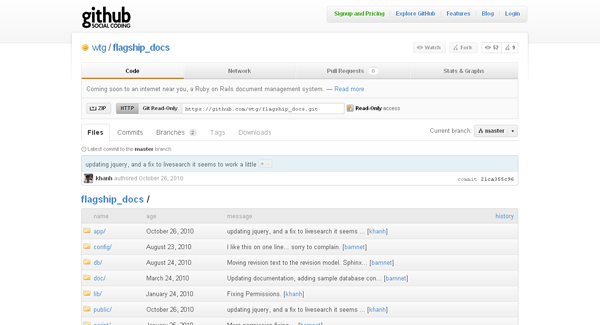 github
SOCIAL CODING
Signup and Pricing Explore GitHub Features Blog Login
wtg / flagship_docs
Watch Fork 52 9
Code Network Pull Requests 0 Stats & Graphs
Coming soon to an internet near you, a Ruby on Rails document management system. — Read more
ZIP HTTP Git Read-Only https://github.com/wtg/flagship_docs.git Read-Only access
Files Commits Branches 2 Tags Downloads Current branch: master
Latest commit to the master branch
updating jquery, and a fix to livesearch it seems to work a little
khanh authored October 26, 2010 commit 21ca355c96
flagship_docs /
name age message history
app/ October 26, 2010 updating jquery, and a fix to livesearch it seems ... [khanh]
config/ August 23, 2010 I like this on one line... sorry to complain. [bamnet]
db/ August 24, 2010 Moving revision text to the revision model. Sphinx... [bamnet]
doc/ March 24, 2010 Updating documentation, adding sample database con... [bamnet]
lib/ January 24, 2010 Fixing Permissions. [khanh]
public/ October 26, 2010 updating jquery, and a fix to livesearch it seems ... [khanh]